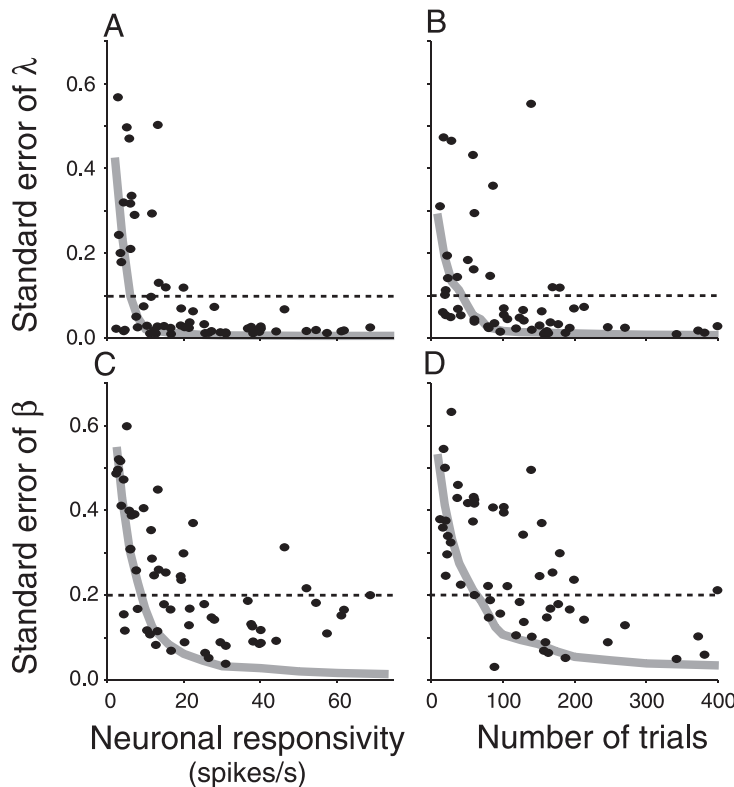 A
B
Standard error of λ
0.6
0.4
0.2
0.0
C
D
Standard error of β
0.6
0.4
0.2
0.0
0 20 40 60
0 100 200 300 400
Neuronal responsivity
(spikes/s)
Number of trials